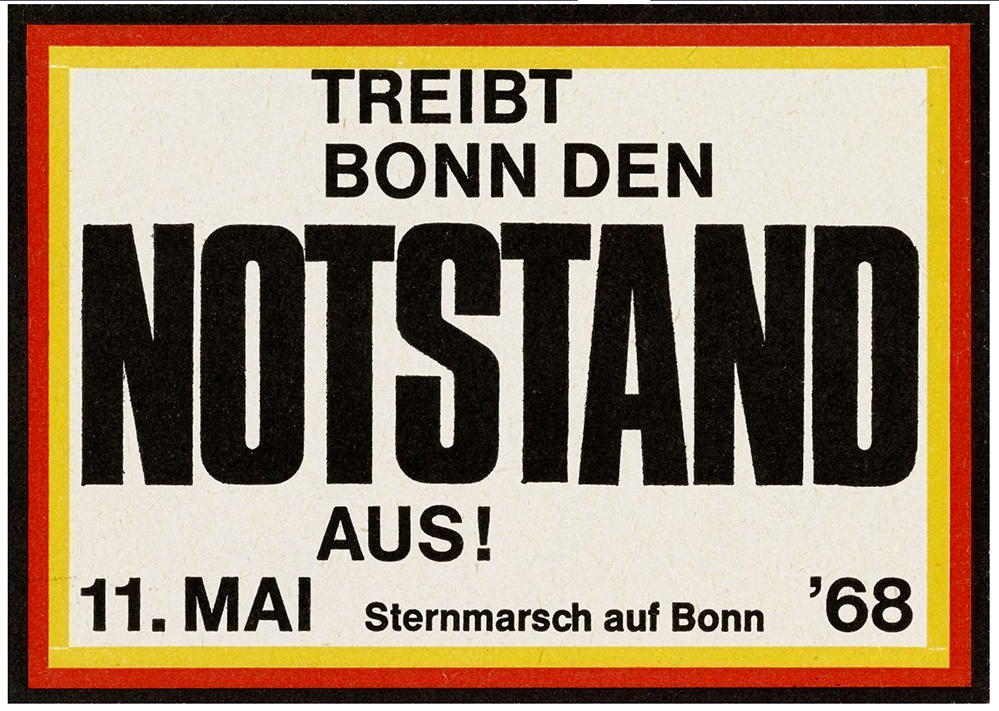 TREIBT
BONN DEN
NOTSTAND
AUS!
11. MAI Sternmarsch auf Bonn ’68